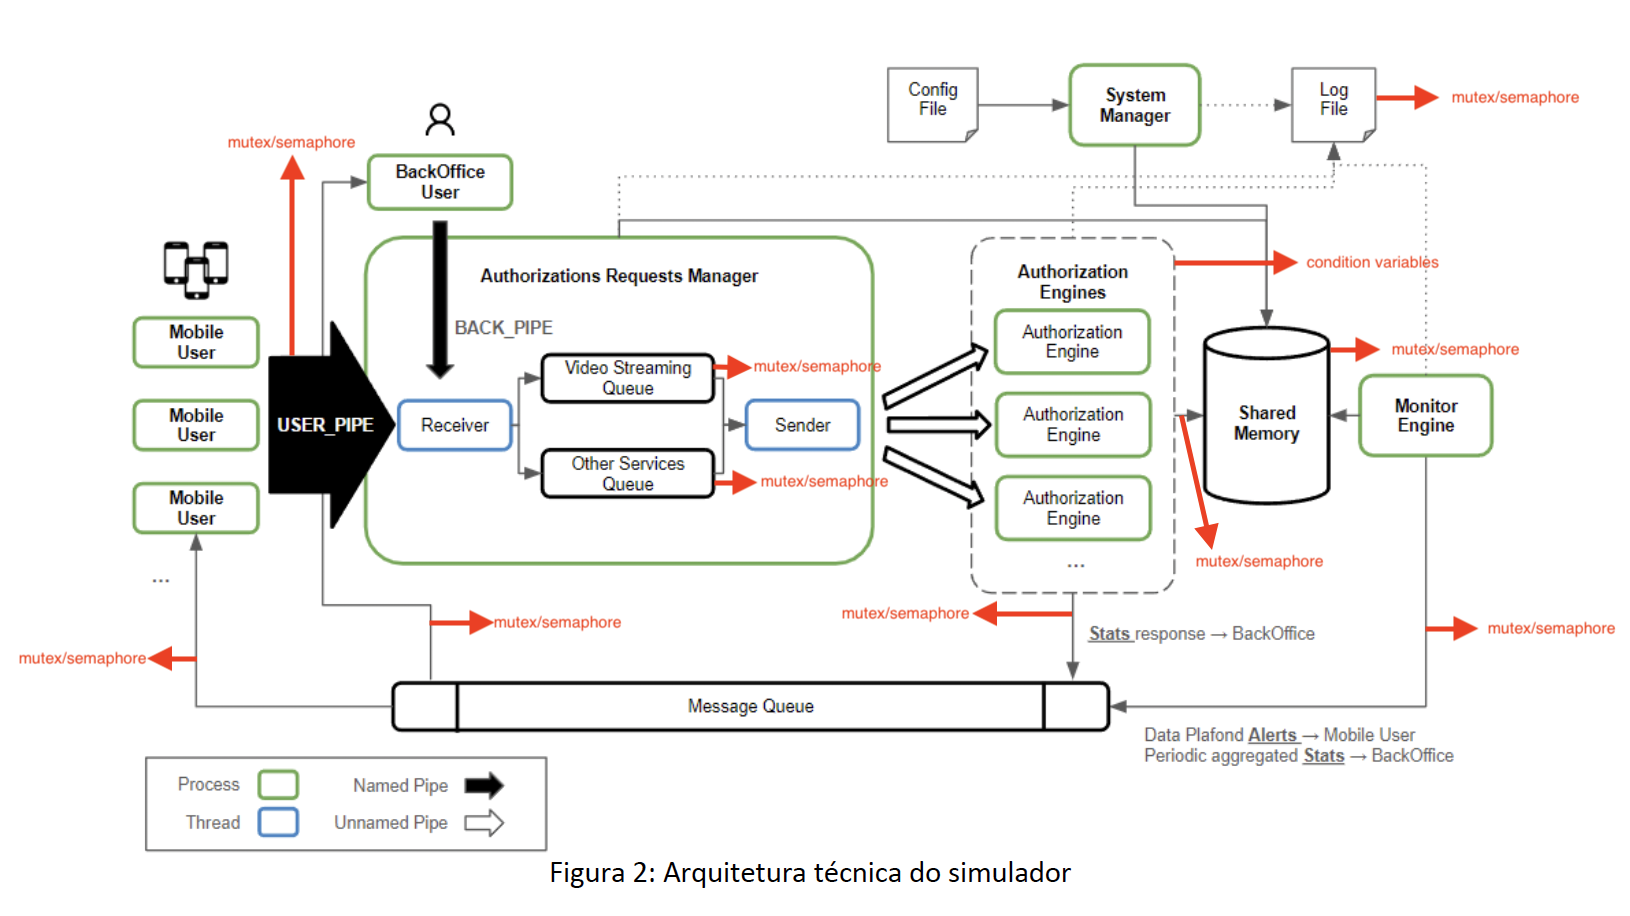 Config
File
System
Manager
Log
File
mutex/semaphore
mutex/semaphore
BackOffice
User
Authorizations Requests Manager
Authorization
Engines
condition variables
Mobile
User
BACK_PIPE
Authorization
Engine
mutex/semaphore
Video Streaming
Queue
mutex/semaphore
Mobile
User
USER_PIPE
Receiver
Sender
Authorization
Engine
Shared
Memory
Monitor
Engine
Other Services
Queue
mutex/semaphore
Mobile
User
Authorization
Engine
...
...
mutex/semaphore
mutex/semaphore
mutex/semaphore
Stats response → BackOffice
mutex/semaphore
mutex/semaphore
Message Queue
Data Plafond Alerts → Mobile User
Periodic aggregated Stats → BackOffice
Process
Named Pipe
Thread
Unnamed Pipe
Figura 2: Arquitetura técnica do simulador